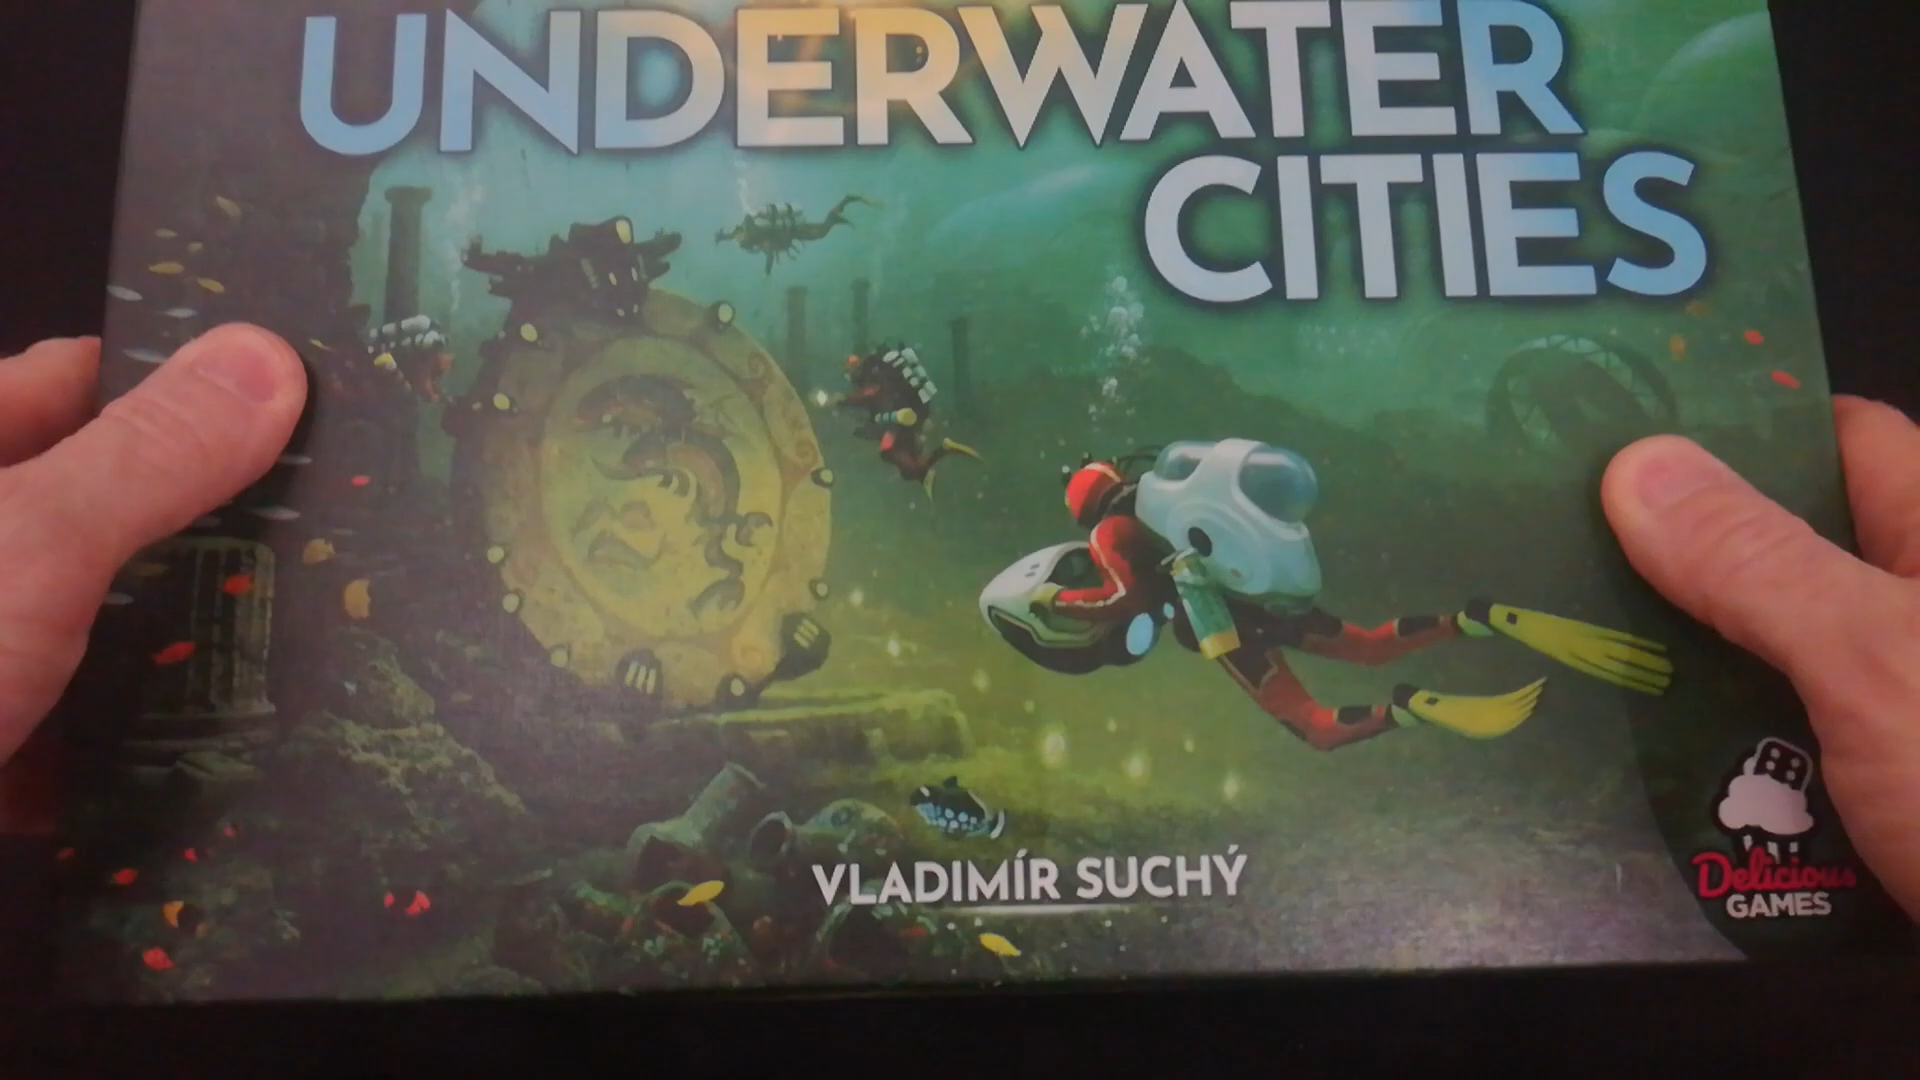 UNDERWATER
CITIES
VLADIMÍR SUCHÝ
Delicious
GAMES